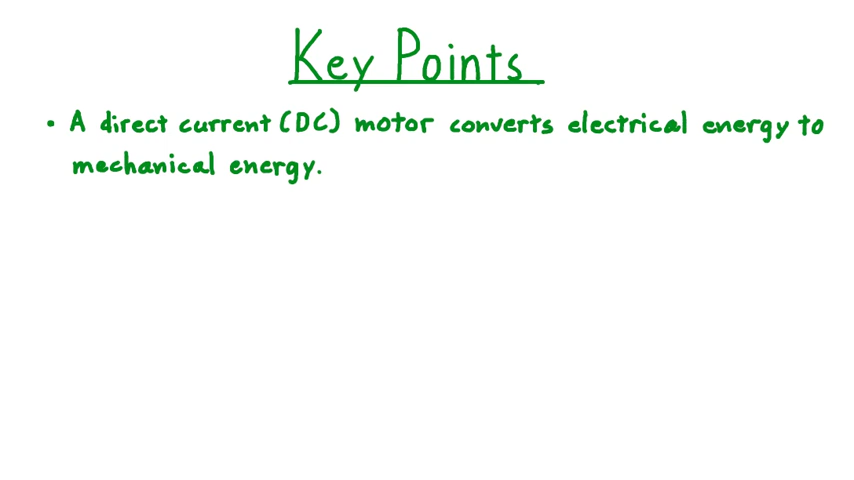 Key Points
• A direct current (DC) motor converts electrical energy to
mechanical energy.